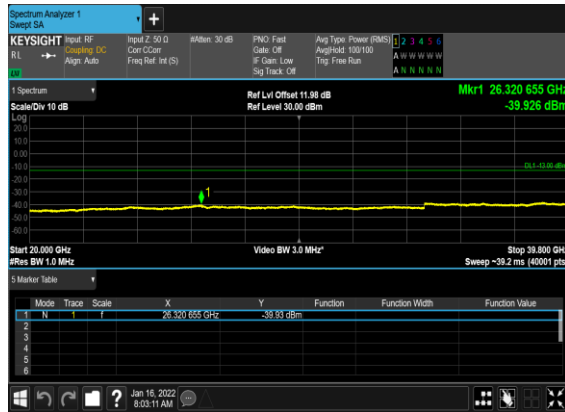 Spectrum Analyzer 1
Swept SA
+
KEYSIGHT Input: RF Input Z: 50 Ω #Atten: 30 dB PNO: Fast Avg Type: Power (RMS) 1 2 3 4 5 6
RL Coupling: DC Corr CCorr Gate: Off Avg|Hold: 100/100 A W W W W W
Align: Auto Freq Ref: Int (S) IF Gain: Low Trig: Free Run
Sig Track: Off A N N N N N
LU
1 Spectrum
Ref Lvl Offset 11.98 dB Mkr1 26.320 655 GHz
Scale/Div 10 dB Ref Level 30.00 dBm -39.926 dBm
Log
20.0
10.0
0.00
-10.0
DL1 -13.00 dBm
-20.0
-30.0
1
-40.0
-50.0
-60.0
Start 20.000 GHz Video BW 3.0 MHz* Stop 39.800 GHz
#Res BW 1.0 MHz Sweep ~39.2 ms (40001 pts)
5 Marker Table
Mode Trace Scale X Y Function Function Width Function Value
1 N 1 f 26.320 655 GHz -39.93 dBm
2
3
4
5
6
? Jan 16, 2022
8:03:11 AM